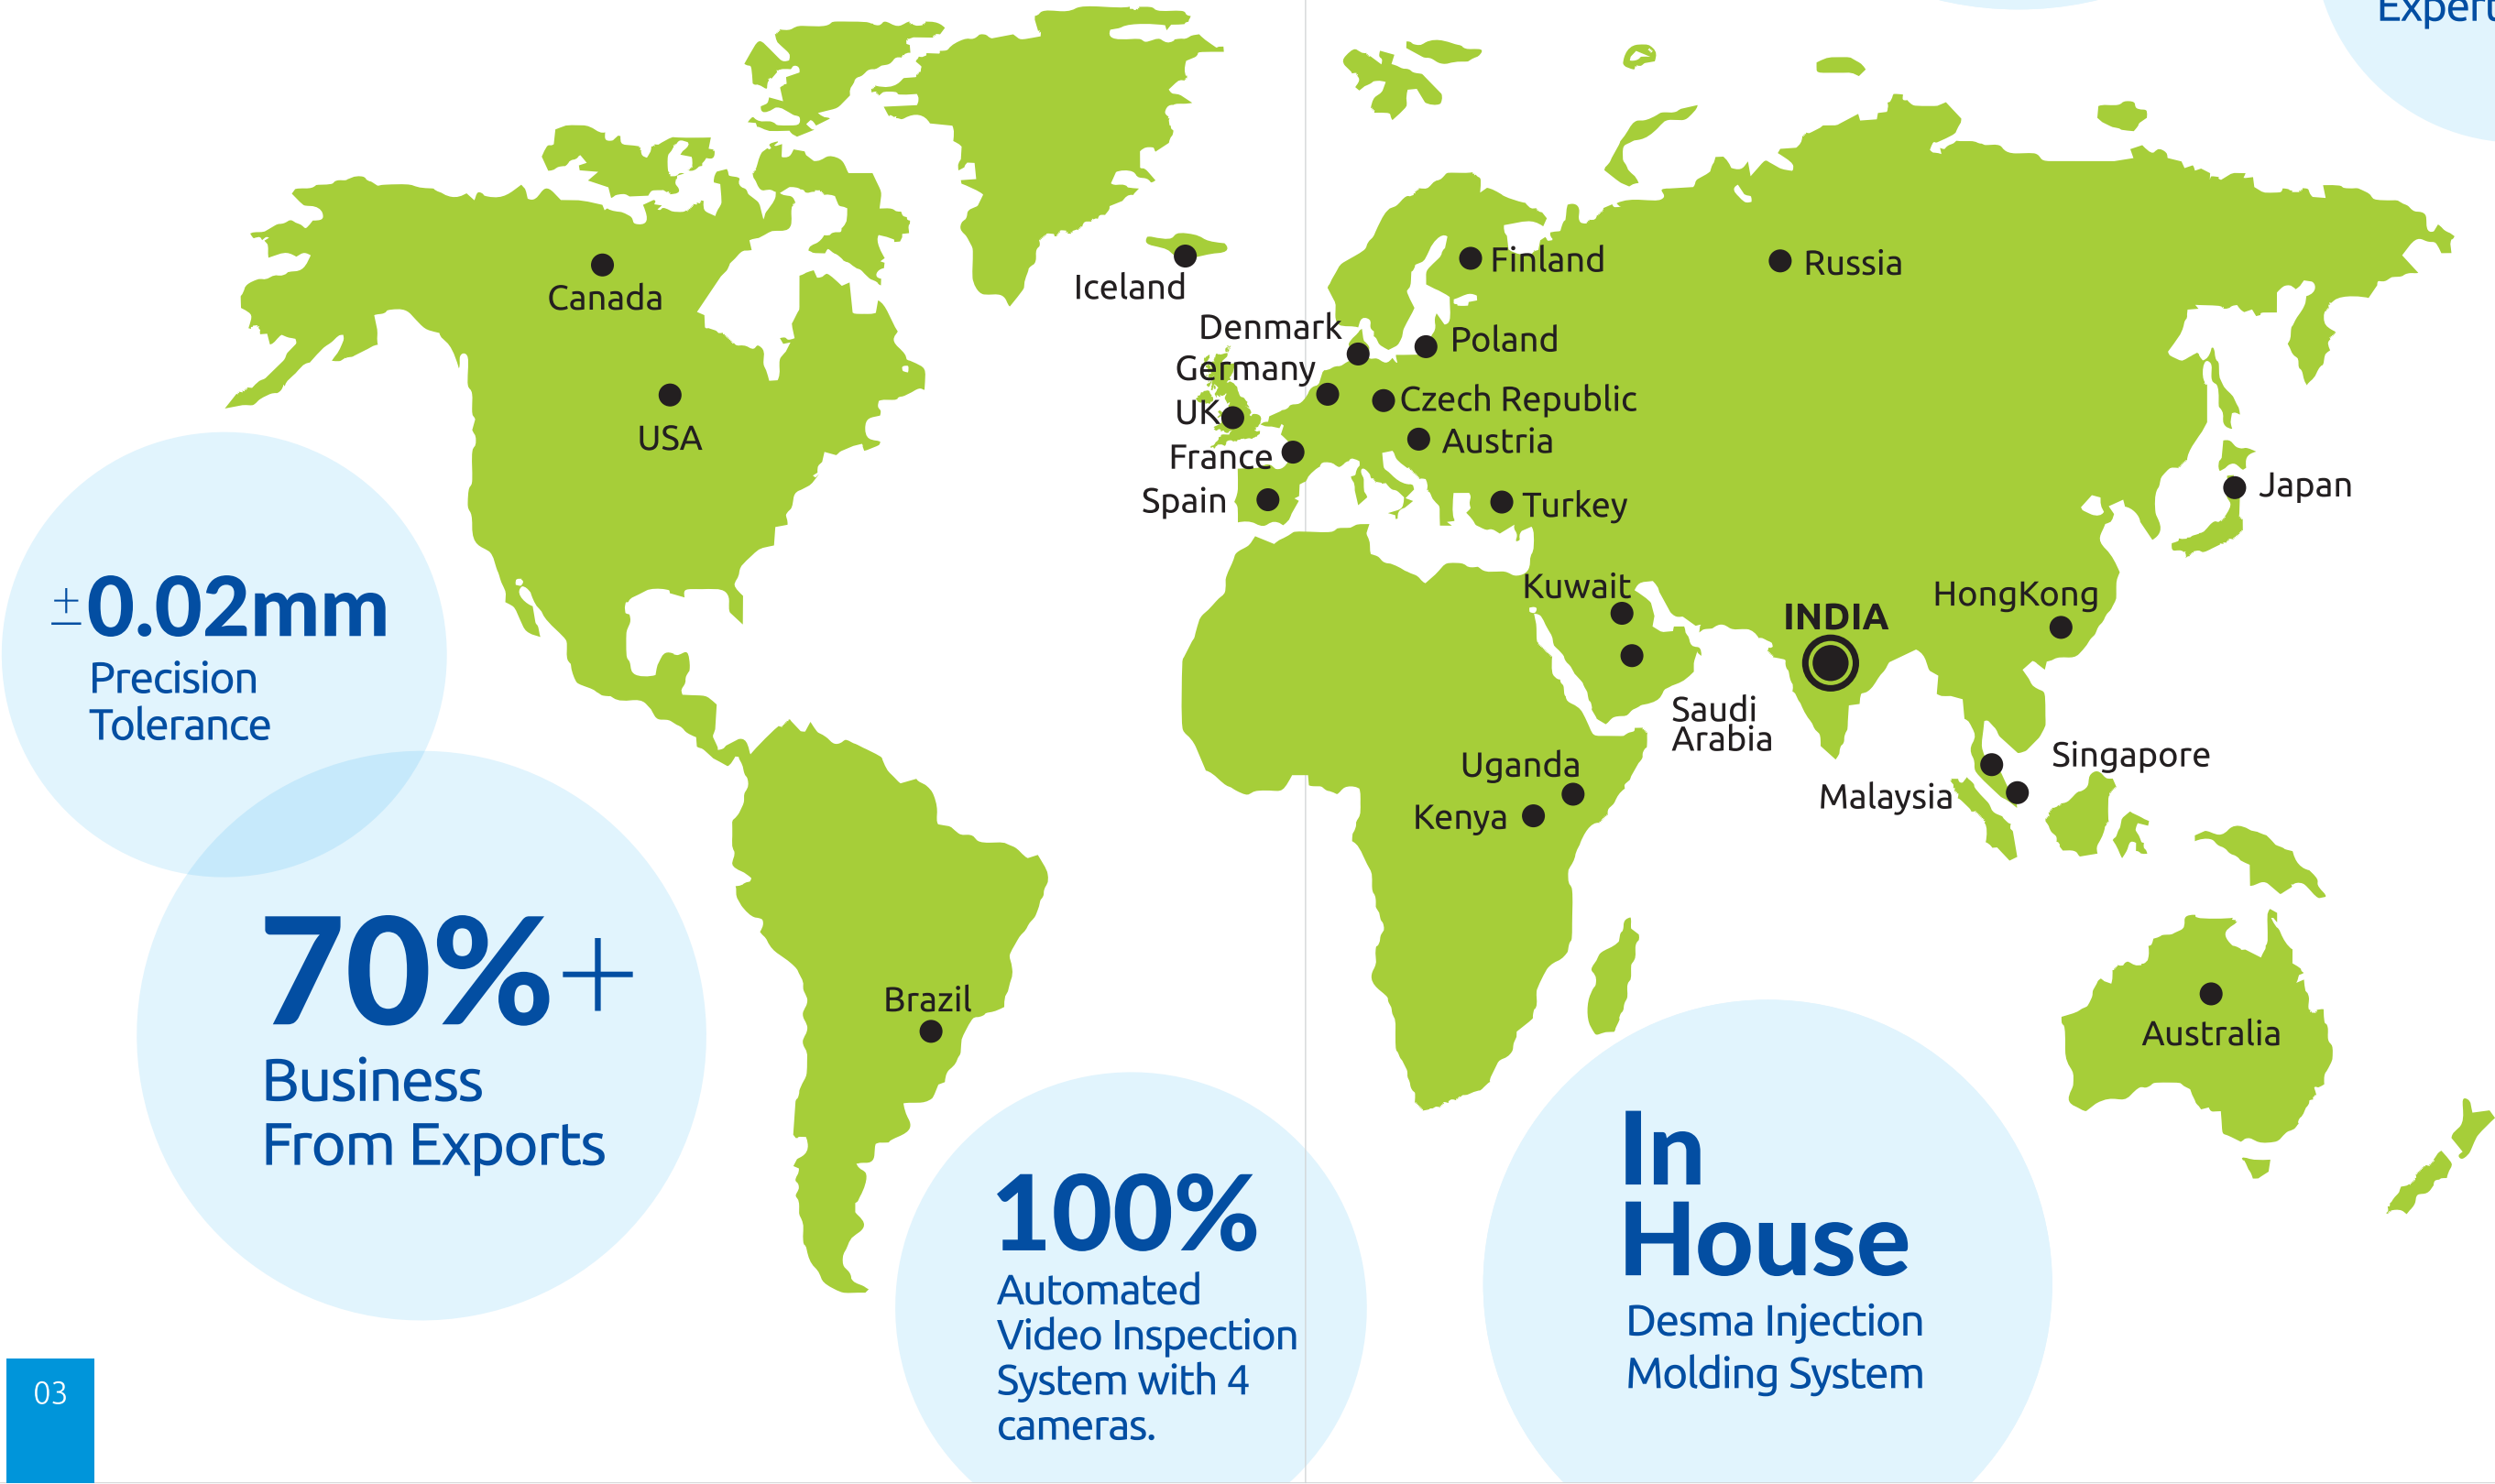 Canada
USA
Iceland
Finland
Russia
Denmark
Poland
Germany
Czech Republic
UK
Austria
France
Spain
Turkey
Japan
Kuwait
INDIA
HongKong
Saudi
Arabia
Uganda
Kenya
Singapore
Malaysia
Brazil
Australia
±0.02mm
Precision
Tolerance
70%+
Business
From Exports
100%
Automated
Video Inspection
System with 4
cameras.
In
House
Desma Injection
Molding System
03